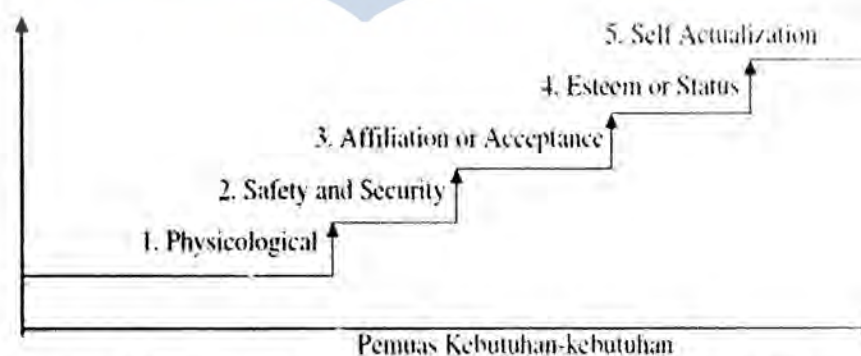 5. Self Actualization
4. Esteem or Status
3. Affiliation or Acceptance
2. Safety and Security
1. Physicological
Pemuas Kebutuhan-kebutuhan